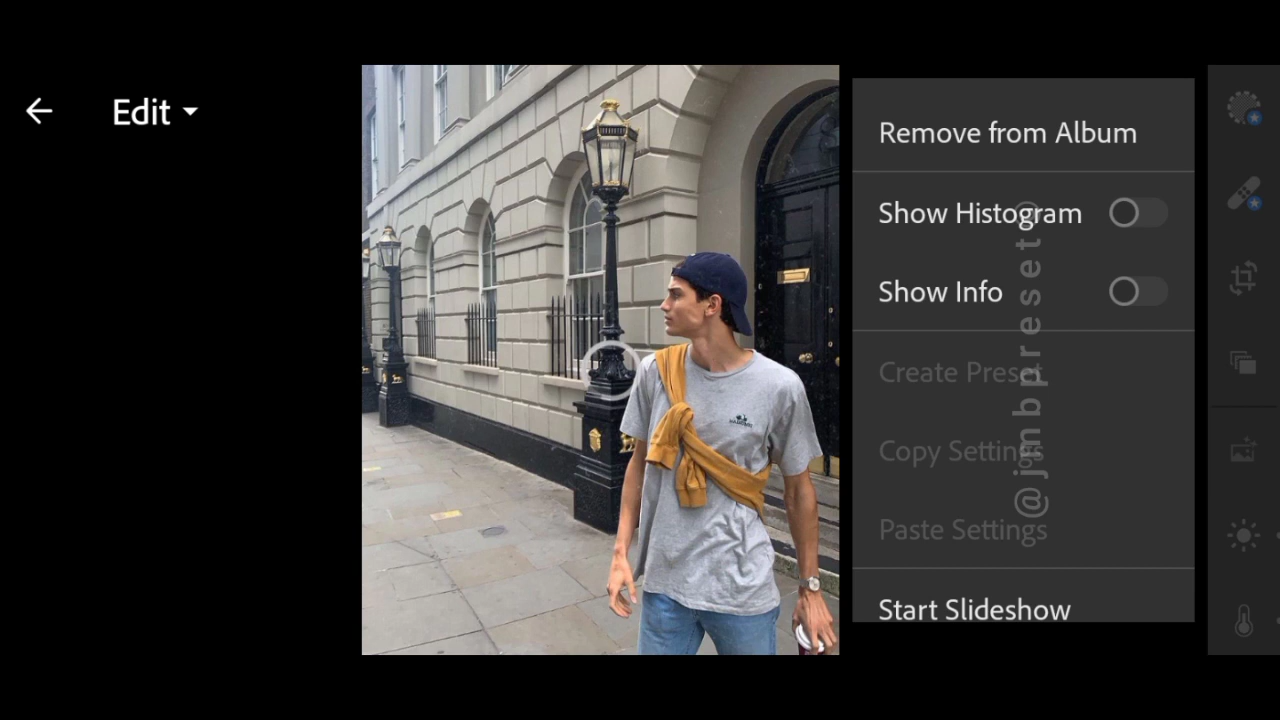 Edit
Remove from Album
Show Histogram
Show Info
Create Preset
Copy Settings
Paste Settings
Start Slideshow
@jmbpreset